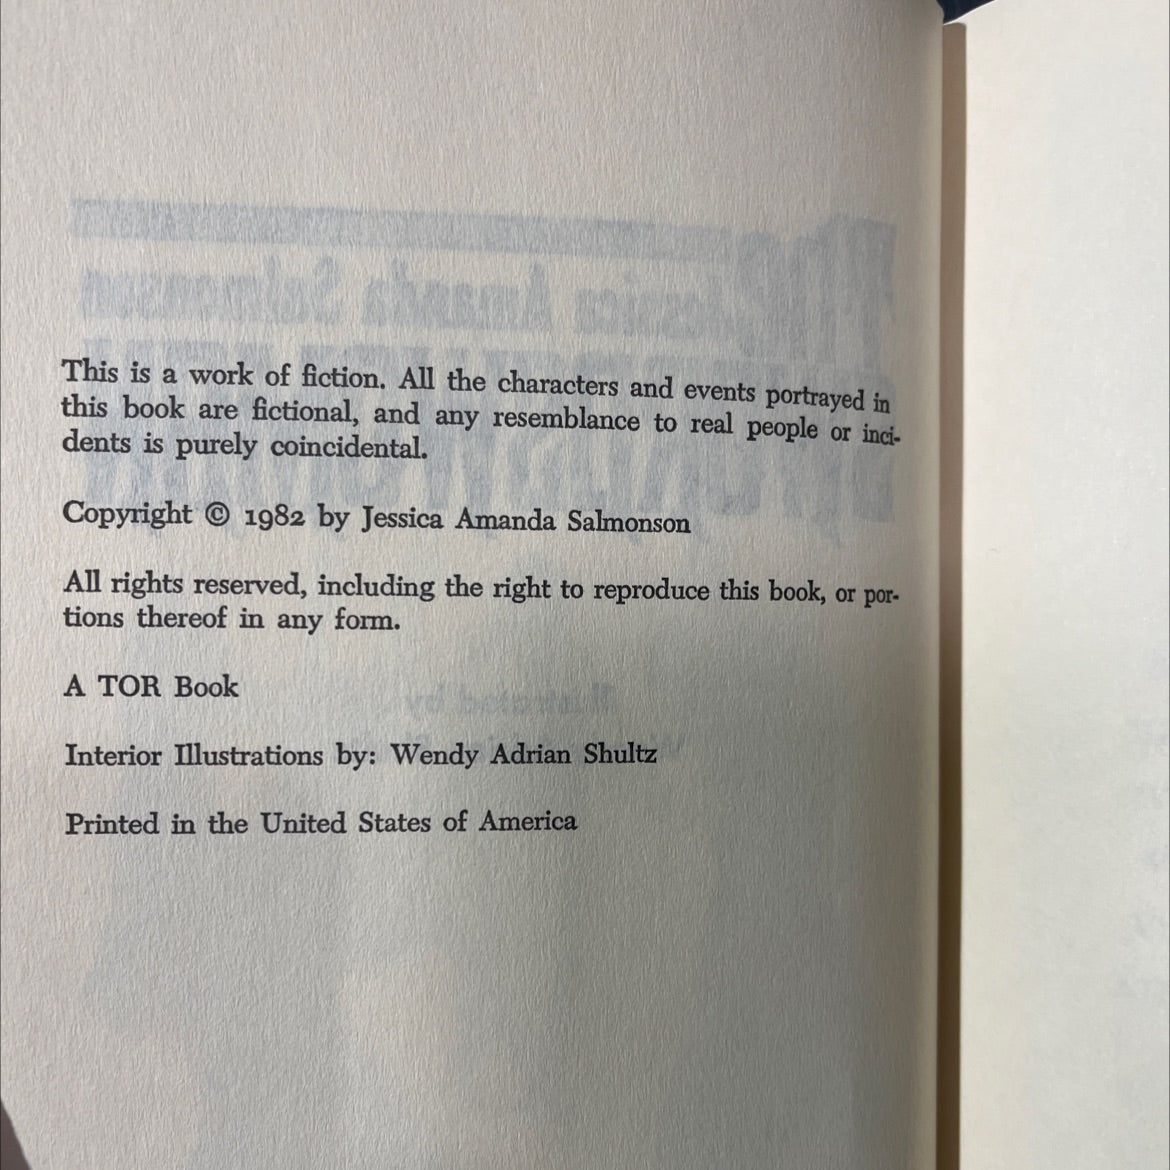 This is a work of fiction. All the characters and events portrayed in
this book are fictional, and any resemblance to real people or inci-
dents is purely coincidental.
Copyright © 1982 by Jessica Amanda Salmonson
All rights reserved, including the right to reproduce this book, or por-
tions thereof in any form.
A TOR Book
Interior Illustrations by: Wendy Adrian Shultz
Printed in the United States of America